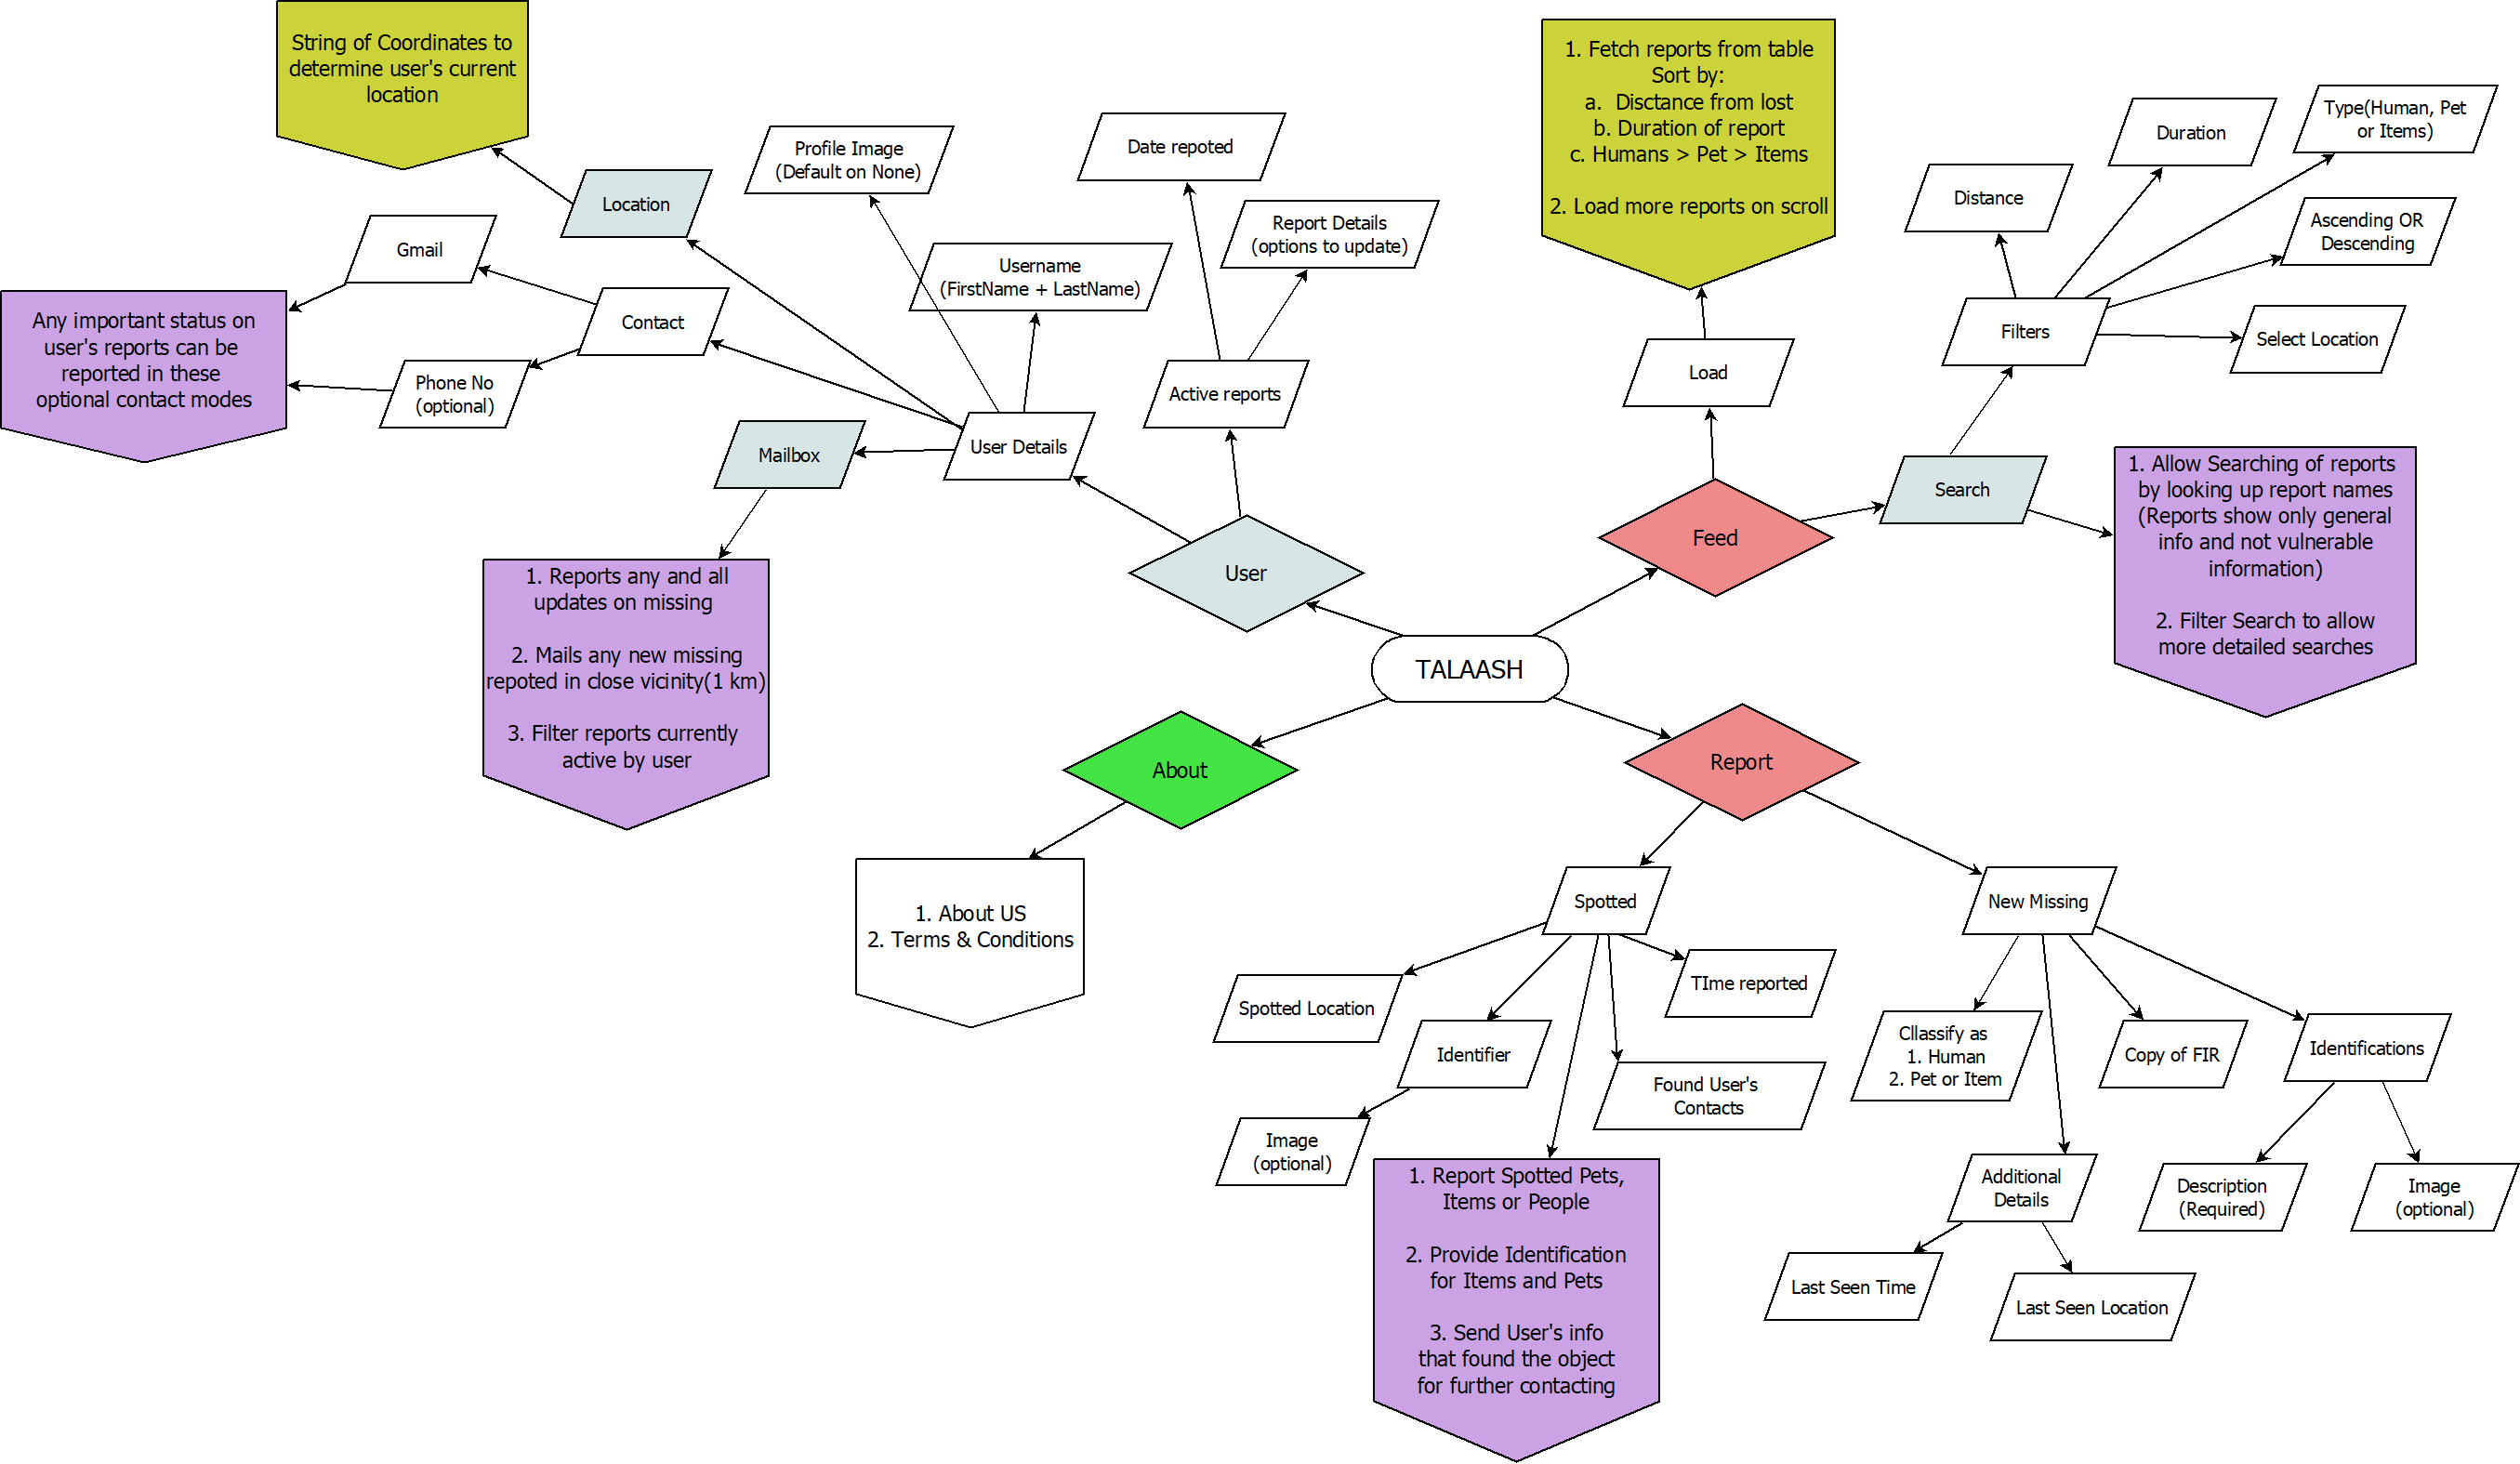 String of Coordinates to
determine user's current
location
1. Fetch reports from table
Sort by:
a.  Disctance from lost
b. Duration of report
c. Humans > Pet > Items
2. Load more reports on scroll
Type(Human, Pet
or Items)
Duration
Date repoted
Profile Image
(Default on None)
Distance
Location
Ascending OR
Descending
Report Details
(options to update)
Gmail
Username
(FirstName + LastName)
Contact
Filters
Select Location
Any important status on
user's reports can be
reported in these
optional contact modes
Phone No
(optional)
Load
Active reports
User Details
Mailbox
Search
1. Allow Searching of reports
by looking up report names
(Reports show only general
info and not vulnerable
information)
2. Filter Search to allow
more detailed searches
Feed
User
1. Reports any and all
updates on missing
2. Mails any new missing
repoted in close vicinity(1 km)
3. Filter reports currently
active by user
TALAASH
About
Report
1. About US
2. Terms & Conditions
Spotted
New Missing
TIme reported
Spotted Location
Identifier
Cllassify as
1. Human
2. Pet or Item
Copy of FIR
Identifications
Found User's
Contacts
Image
(optional)
1. Report Spotted Pets,
Items or People
2. Provide Identification
for Items and Pets
3. Send User's info
that found the object
for further contacting
Additional
Details
Description
(Required)
Image
(optional)
Last Seen Time
Last Seen Location